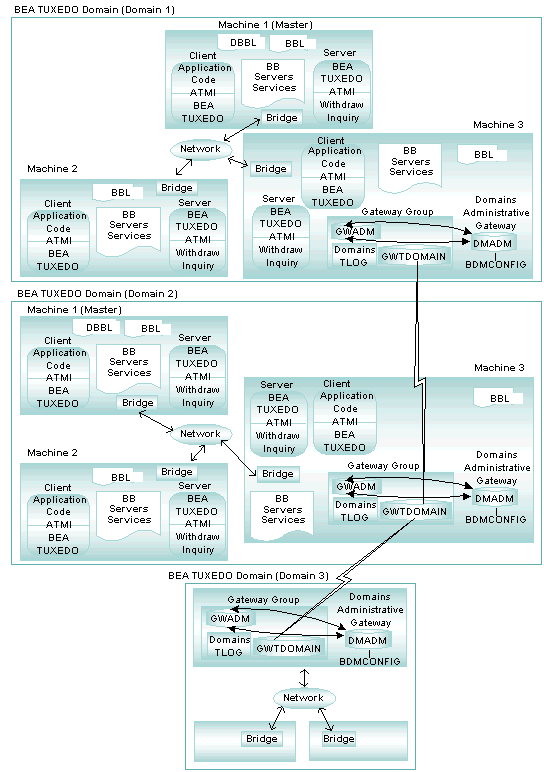 BEA TUXEDO Domain (Domain 1)
Machine 1 (Master)
DBBL
BBL
Client
Application
Code
ATMI
BEA
TUXEDO
BB
Servers
Services
Server
BEA
TUXEDO
ATMI
Withdraw
Inquiry
Bridge
Network
Machine 2
BBL
Bridge
Client
Application
Code
ATMI
BEA
TUXEDO
BB
Servers
Services
Server
BEA
TUXEDO
ATMI
Withdraw
Inquiry
Machine 3
Bridge
Client
Application
Code
ATMI
BEA
TUXEDO
BB
Servers
Services
BBL
Server
BEA
TUXEDO
ATMI
Withdraw
Inquiry
Gateway Group
GWADM
Domains
TLOG
GWTDOMAIN
Domains
Administrative
Gateway
DMADM
BDMCONFIG
BEA TUXEDO Domain (Domain 2)
Machine 1 (Master)
DBBL
BBL
Client
Application
Code
ATMI
BEA
TUXEDO
BB
Servers
Services
Server
BEA
TUXEDO
ATMI
Withdraw
Inquiry
Bridge
Network
Machine 2
BBL
Bridge
Client
Application
Code
ATMI
BEA
TUXEDO
BB
Servers
Services
Server
BEA
TUXEDO
ATMI
Withdraw
Inquiry
Machine 3
Server
BEA
TUXEDO
ATMI
Withdraw
Inquiry
Client
Application
Code
ATMI
BEA
TUXEDO
BBL
Bridge
BB
Servers
Services
Gateway Group
GWADM
Domains
TLOG
GWTDOMAIN
Domains
Administrative
Gateway
DMADM
BDMCONFIG
BEA TUXEDO Domain (Domain 3)
Gateway Group
GWADM
Domains
TLOG
GWTDOMAIN
Domains
Administrative
Gateway
DMADM
BDMCONFIG
Network
Bridge
Bridge